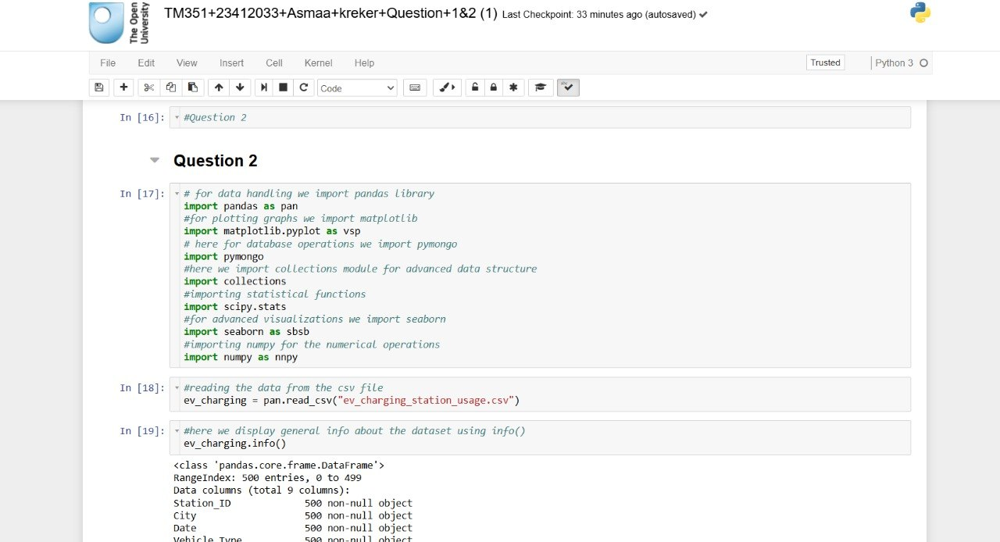 The Open
University
TM351+23412033+Asmaa+kreker+Question+1&2 (1) Last Checkpoint: 33 minutes ago (autosaved)
File Edit View Insert Cell Kernel Help Trusted Python 3
Code
In [16]: #Question 2
Question 2
In [17]: # for data handling we import pandas library
import pandas as pan
#for plotting graphs we import matplotlib
import matplotlib.pyplot as vsp
# here for database operations we import pymongo
import pymongo
#here we import collections module for advanced data structure
import collections
#importing statistical functions
import scipy.stats
#for advanced visualizations we import seaborn
import seaborn as sbsb
#importing numpy for the numerical operations
import numpy as nnpy
In [18]: #reading the data from the csv file
ev_charging = pan.read_csv("ev_charging_station_usage.csv")
In [19]: #here we display general info about the dataset using info()
ev_charging.info()
<class 'pandas.core.frame.DataFrame'>
RangeIndex: 500 entries, 0 to 499
Data columns (total 9 columns):
Station_ID 500 non-null object
City 500 non-null object
Date 500 non-null object
Vehicle_Type 500 non-null object